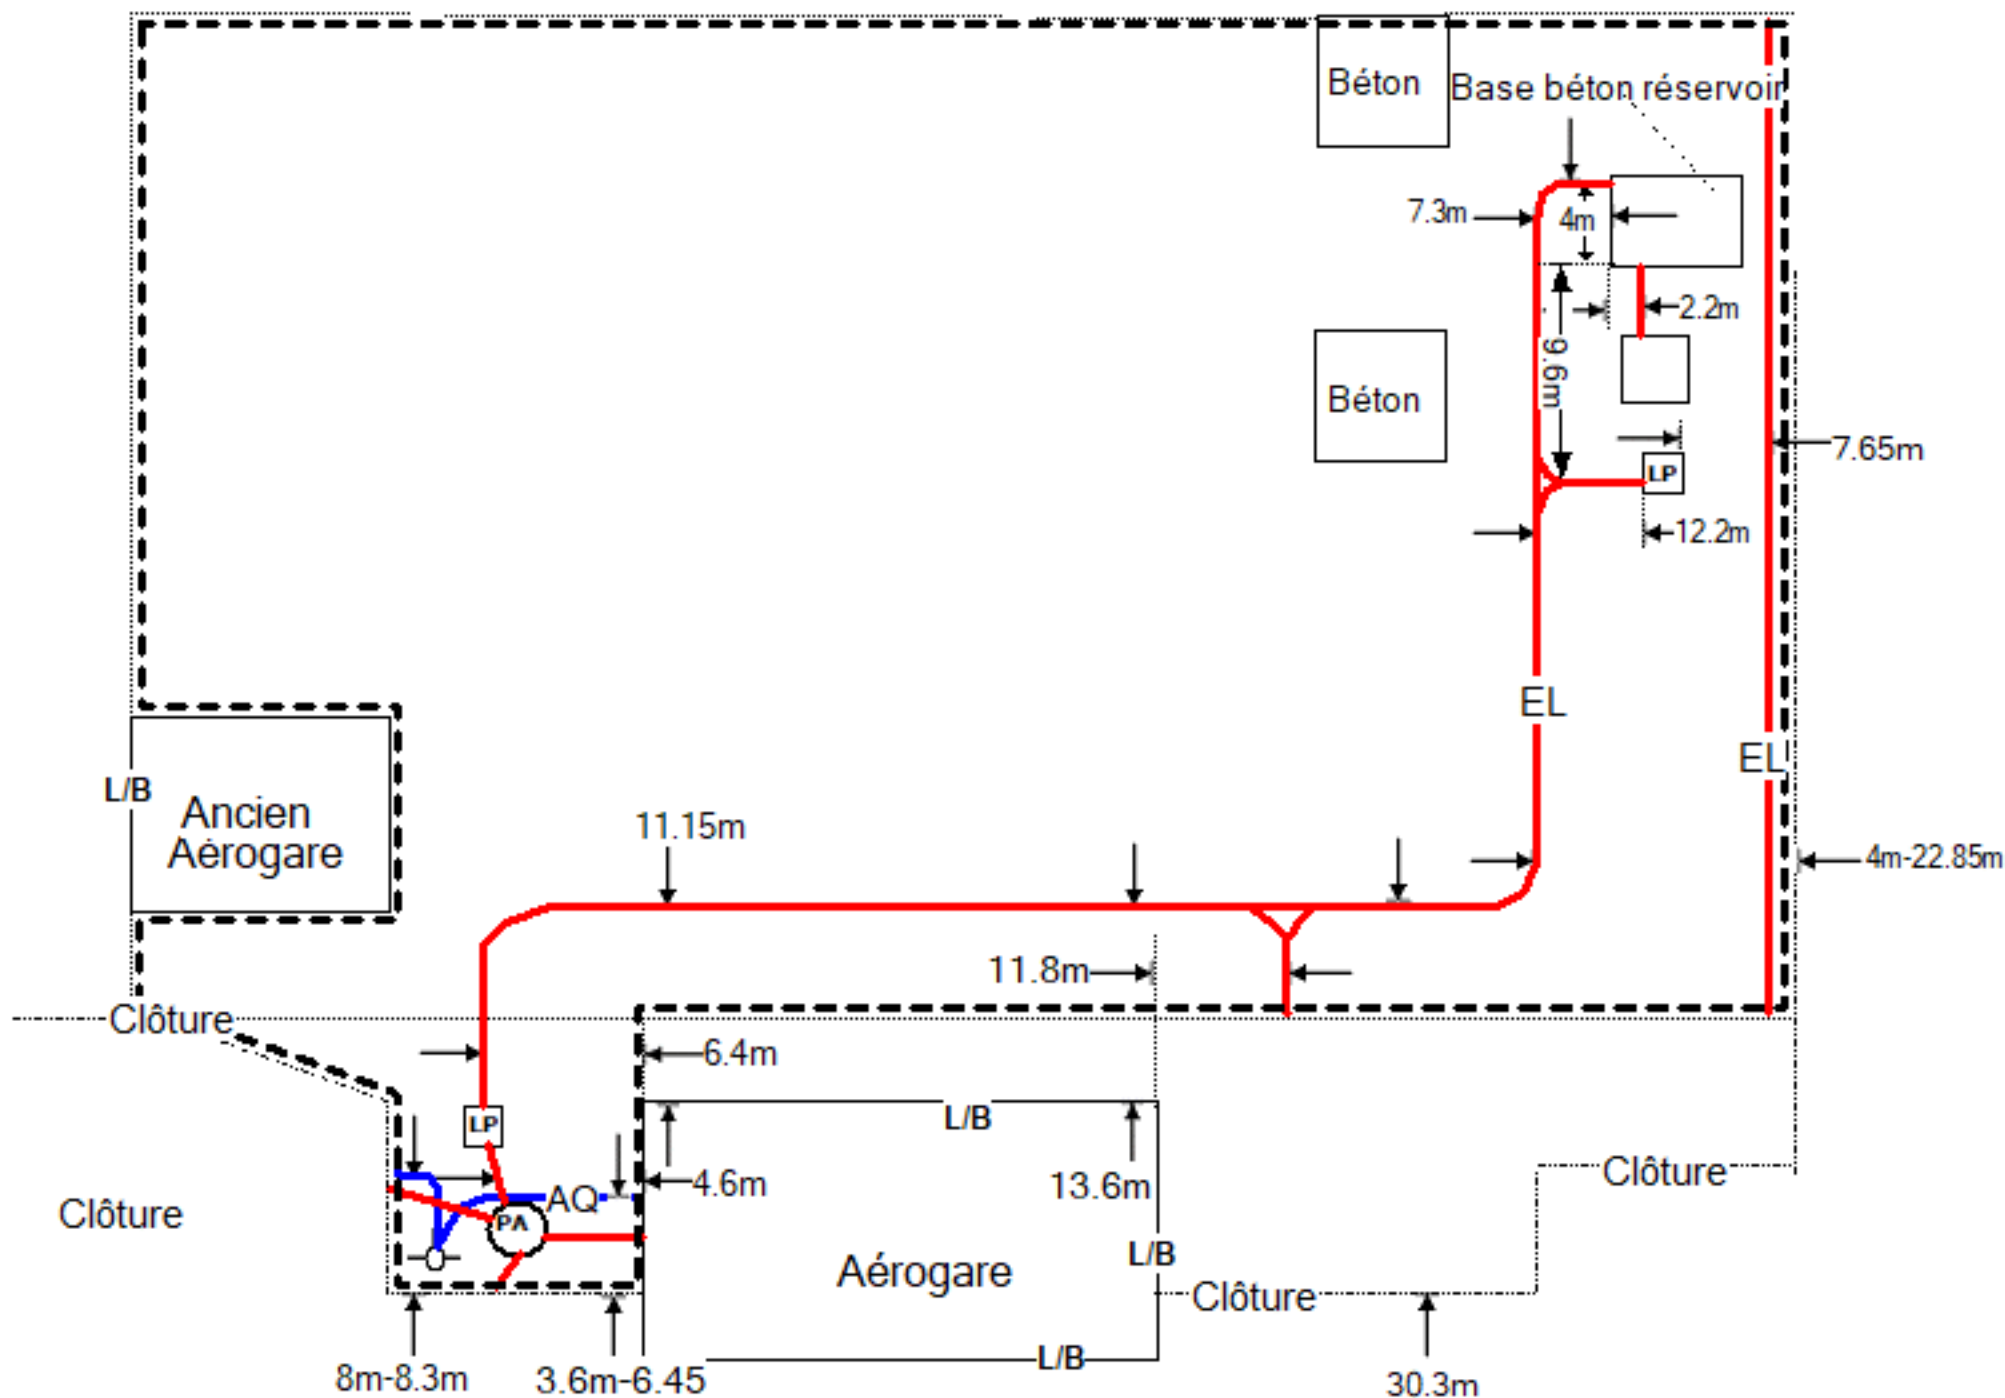 Béton
Base béton réservoir
7.3m
4m
2.2m
9.6m
Béton
7.65m
LP
12.2m
EL
EL
L/B
Ancien
Aérogare
11.15m
4m-22.85m
11.8m
Clôture
6.4m
LP
L/B
Clôture
4.6m
13.6m
AQ
PA
Clôture
L/B
Aérogare
Clôture
L/B
8m-8.3m
3.6m-6.45
30.3m